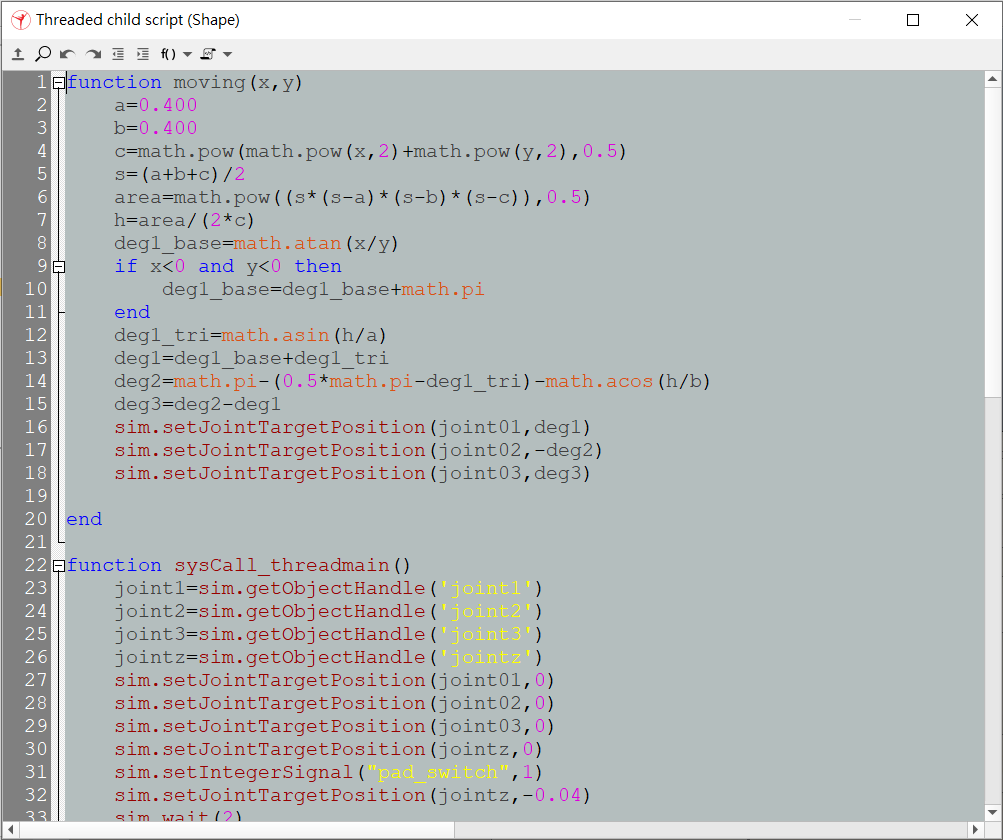 Threaded child script (Shape)
f()
1 function moving(x,y)
2 a=0.400
3 b=0.400
4 c=math.pow(math.pow(x,2)+math.pow(y,2),0.5)
5 s=(a+b+c)/2
6 area=math.pow((s*(s-a)*(s-b)*(s-c)),0.5)
7 h=area/(2*c)
8 deg1_base=math.atan(x/y)
9 if x<0 and y<0 then
10 deg1_base=deg1_base+math.pi
11 end
12 deg1_tri=math.asin(h/a)
13 deg1=deg1_base+deg1_tri
14 deg2=math.pi-(0.5*math.pi-deg1_tri)-math.acos(h/b)
15 deg3=deg2-deg1
16 sim.setJointTargetPosition(joint01,deg1)
17 sim.setJointTargetPosition(joint02,-deg2)
18 sim.setJointTargetPosition(joint03,deg3)
19
20 end
21
22 function sysCall_threadmain()
23 joint1=sim.getObjectHandle('joint1')
24 joint2=sim.getObjectHandle('joint2')
25 joint3=sim.getObjectHandle('joint3')
26 jointz=sim.getObjectHandle('jointz')
27 sim.setJointTargetPosition(joint01,0)
28 sim.setJointTargetPosition(joint02,0)
29 sim.setJointTargetPosition(joint03,0)
30 sim.setJointTargetPosition(jointz,0)
31 sim.setIntegerSignal("pad_switch",1)
32 sim.setJointTargetPosition(jointz,-0.04)
33 sim.wait(2)